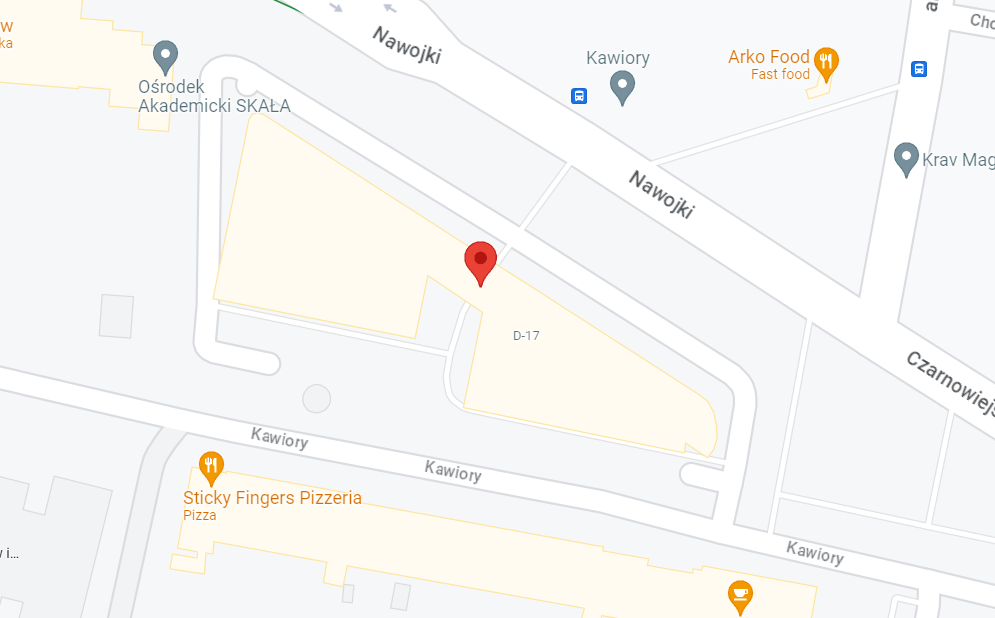 w
ka
Ośrodek
Akademicki SKAŁA
Nawojki
Kawiory
Arko Food
Fast food
Cho
Krav Mag
Nawojki
D-17
Czarnowiejs
Kawiory
Kawiory
Sticky Fingers Pizzeria
Pizza
Kawiory